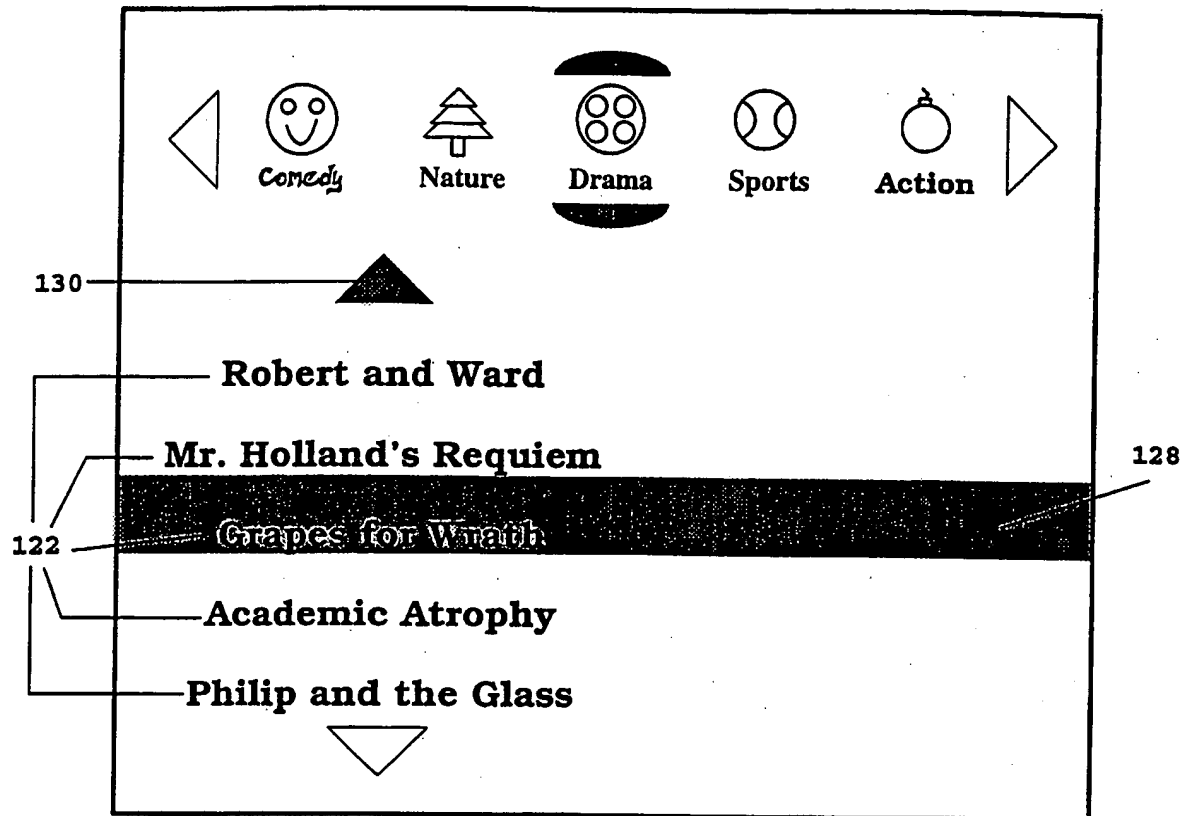 Comedy Nature Drama Sports Action
130
Robert and Ward
Mr. Holland's Requiem
128
Grapes for Wrath
122
Academic Atrophy
Philip and the Glass